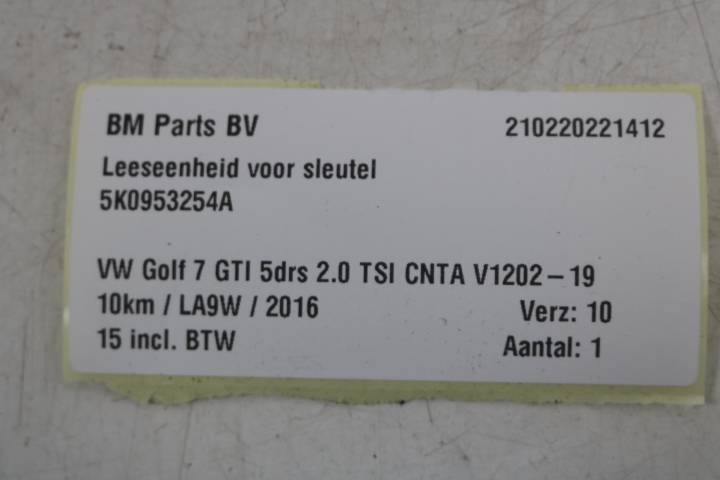 BM Parts BV 210220221412
Leeseenheid voor sleutel
5K0953254A
VW Golf 7 GTI 5drs 2.0 TSI CNTA V1202-19
10km / LA9W / 2016 Verz: 10
15 incl. BTW Aantal: 1